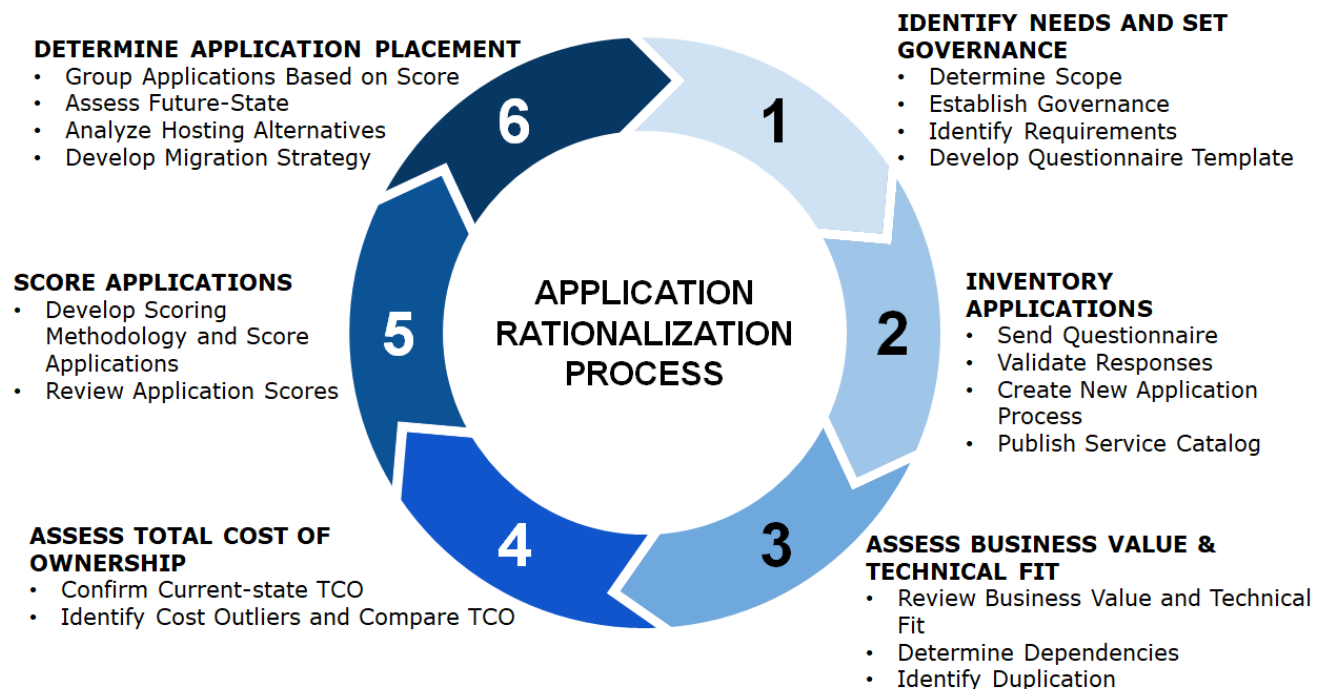 IDENTIFY NEEDS AND SET
GOVERNANCE
• Determine Scope
• Establish Governance
• Identify Requirements
• Develop Questionnaire Template
INVENTORY
APPLICATIONS
• Send Questionnaire
• Validate Responses
• Create New Application
Process
• Publish Service Catalog
ASSESS BUSINESS VALUE &
TECHNICAL FIT
• Review Business Value and Technical
Fit
• Determine Dependencies
• Identify Duplication
ASSESS TOTAL COST OF
OWNERSHIP
• Confirm Current-state TCO
• Identify Cost Outliers and Compare TCO
SCORE APPLICATIONS
• Develop Scoring
Methodology and Score
Applications
• Review Application Scores
DETERMINE APPLICATION PLACEMENT
• Group Applications Based on Score
• Assess Future-State
• Analyze Hosting Alternatives
• Develop Migration Strategy
1
2
3
4
5
6
APPLICATION
RATIONALIZATION
PROCESS